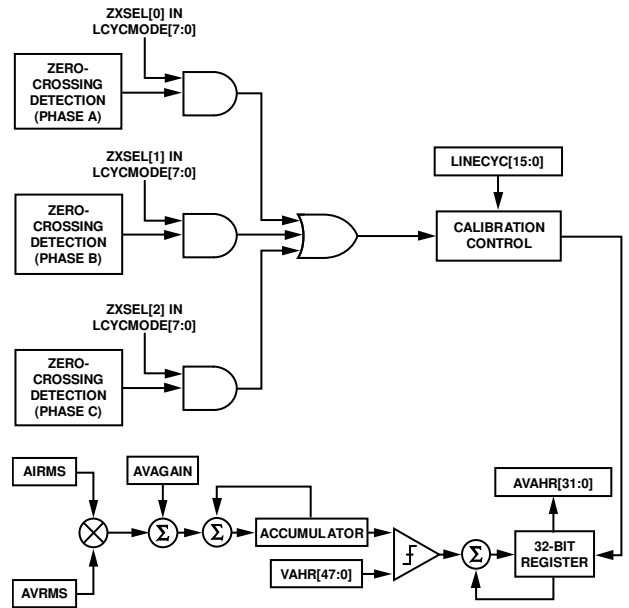 ZXSEL[0] IN
LCYCMODE[7:0]
ZERO-
CROSSING
DETECTION
(PHASE A)
ZXSEL[1] IN
LCYCMODE[7:0]
ZERO-
CROSSING
DETECTION
(PHASE B)
LINECYC[15:0]
CALIBRATION
CONTROL
ZXSEL[2] IN
LCYCMODE[7:0]
ZERO-
CROSSING
DETECTION
(PHASE C)
AIRMS
AVAGAIN
AVAHR[31:0]
Σ
Σ
ACCUMULATOR
Σ
32-BIT
REGISTER
VAHR[47:0]
AVRMS